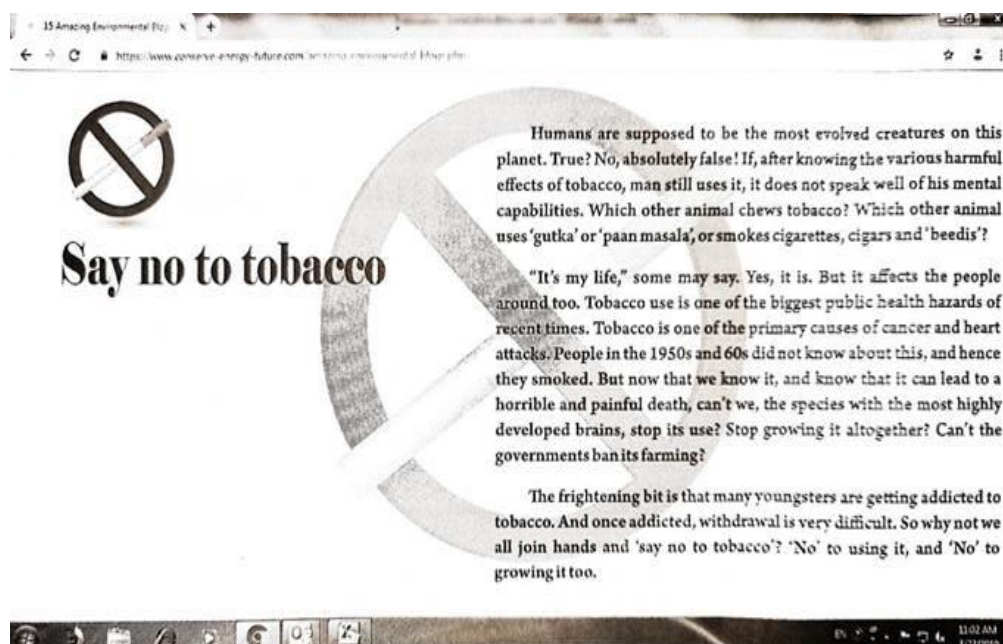 15 Amazing Environmental Blog
https://www.conserve-energy-future.com
Say no to tobacco
Humans are supposed to be the most evolved creatures on this
planet. True? No, absolutely false! If, after knowing the various harmful
effects of tobacco, man still uses it, it does not speak well of his mental
capabilities. Which other animal chews tobacco? Which other animal
uses ‘gutka’ or ‘paan masala’, or smokes cigarettes, cigars and ‘beedis’?
“It’s my life,” some may say. Yes, it is. But it affects the people
around too. Tobacco use is one of the biggest public health hazards of
recent times. Tobacco is one of the primary causes of cancer and heart
attacks. People in the 1950s and 60s did not know about this, and hence
they smoked. But now that we know it, and know that it can lead to a
horrible and painful death, can’t we, the species with the most highly
developed brains, stop its use? Stop growing it altogether? Can’t the
governments ban its farming?
The frightening bit is that many youngsters are getting addicted to
tobacco. And once addicted, withdrawal is very difficult. So why not we
all join hands and ‘say no to tobacco’? ‘No’ to using it, and ‘No’ to
growing it too.
11:02 AM